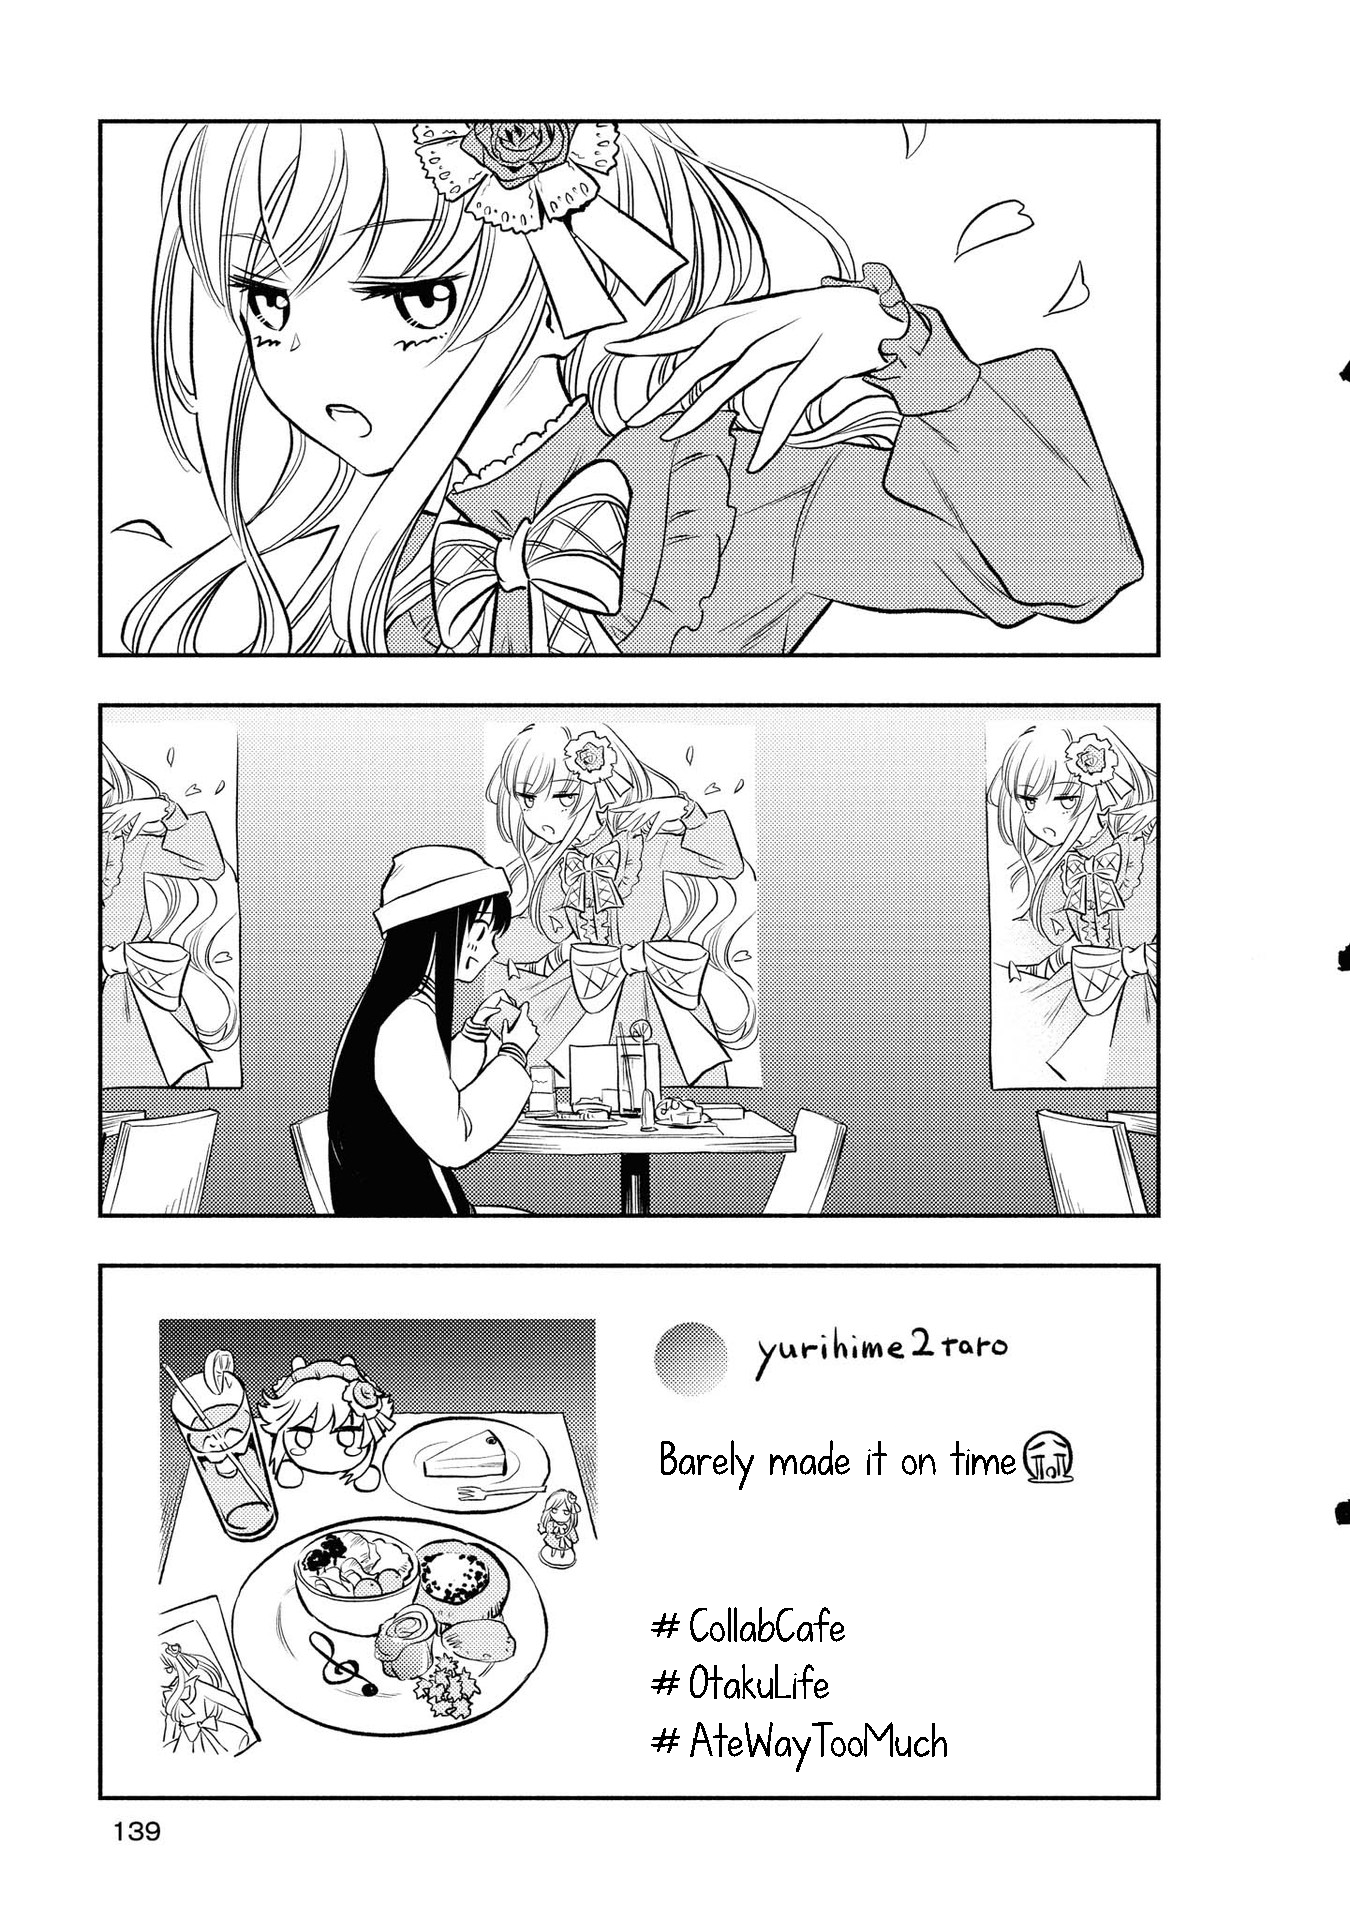 yurihime2taro
Barely made it on time
# CollabCafe
# OtakuLife
# AteWayTooMuch
139